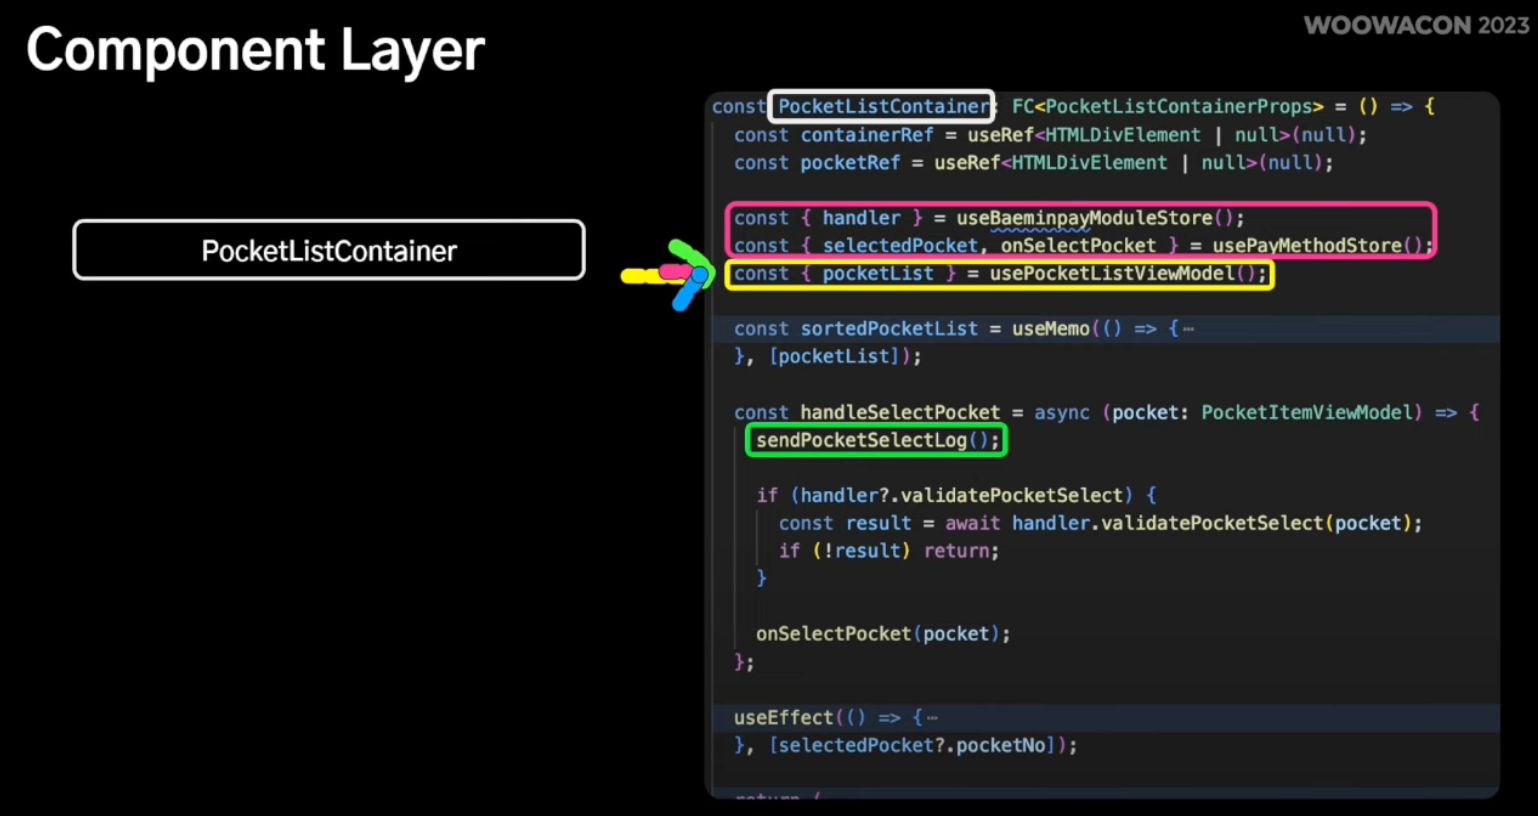 Component Layer
WOOWACON 2023
PocketListContainer
const PocketListContainer: FC<PocketListContainerProps> = () => {
const containerRef = useRef<HTMLDivElement | null>(null);
const pocketRef = useRef<HTMLDivElement | null>(null);
const { handler } = useBaeminpayModuleStore();
const { selectedPocket, onSelectPocket } = usePayMethodStore();
const { pocketList } = usePocketListViewModel();
const sortedPocketList = useMemo(() => {⋯
}, [pocketList]);
const handleSelectPocket = async (pocket: PocketItemViewModel) => {
sendPocketSelectLog();
if (handler?.validatePocketSelect) {
const result = await handler.validatePocketSelect(pocket);
if (!result) return;
}
onSelectPocket(pocket);
};
useEffect(() => {⋯
}, [selectedPocket?.pocketNo]);
return (